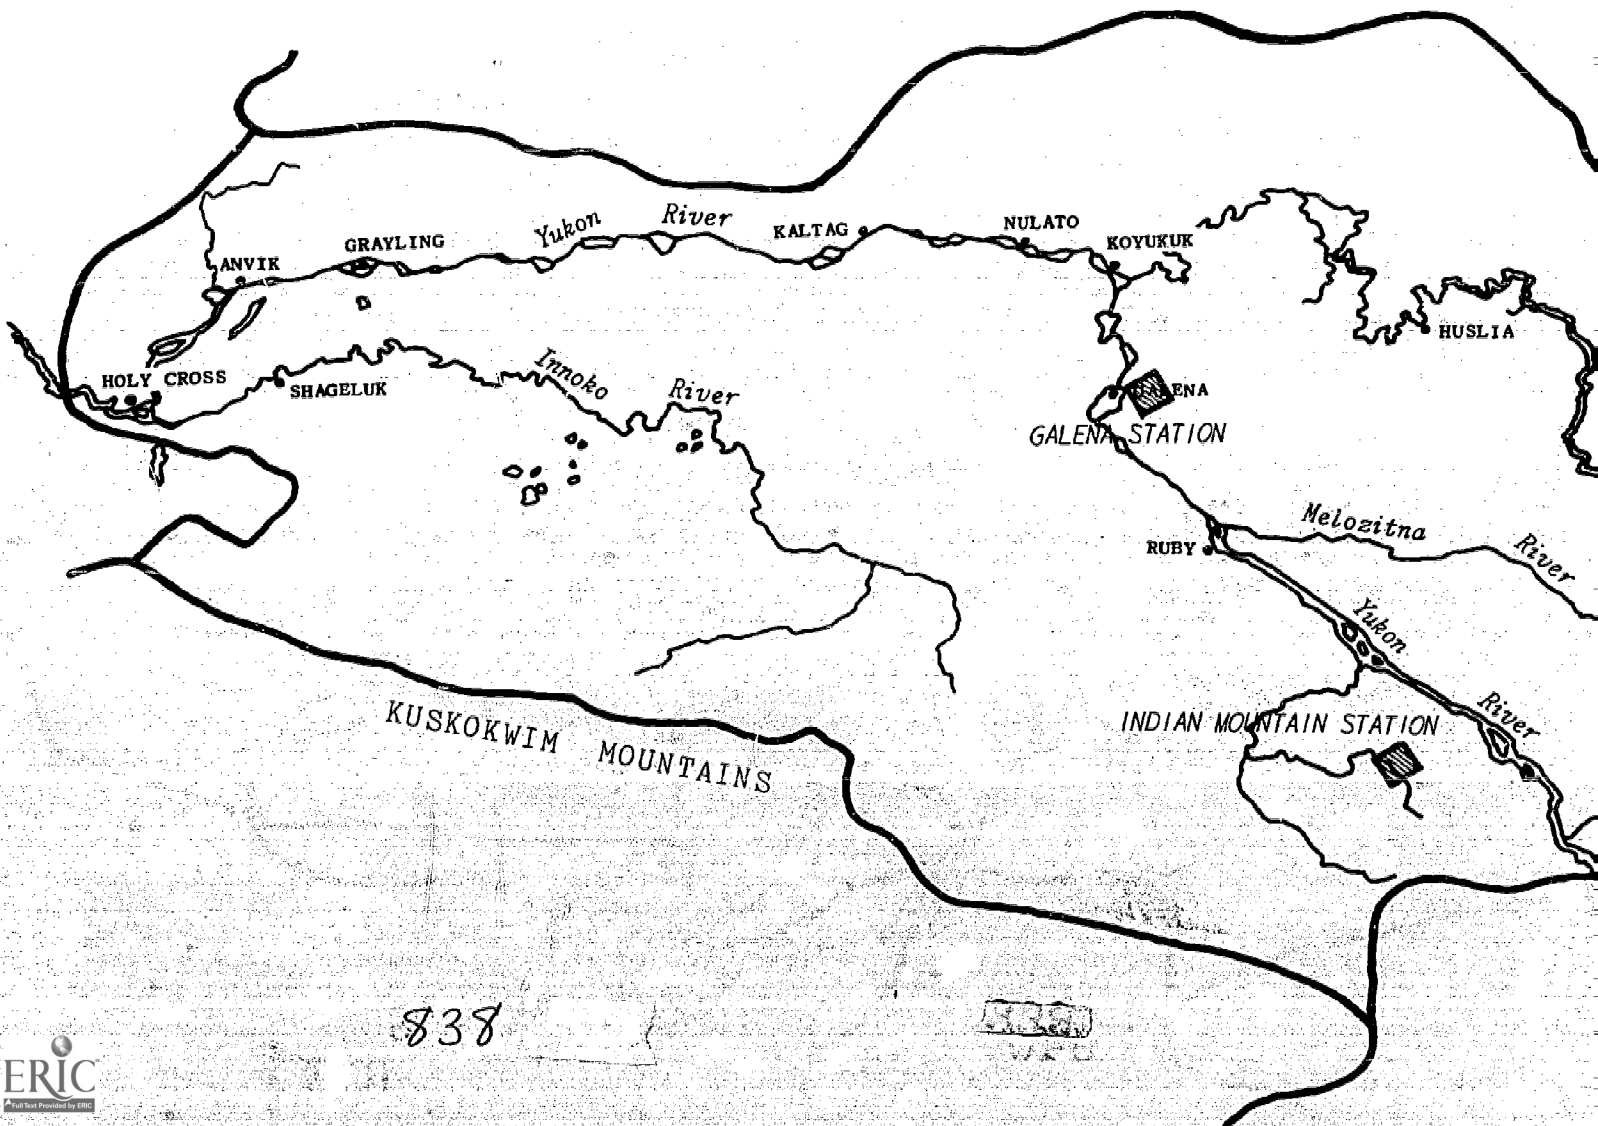 Yukon River
KALTAG
NULATO
KOYUKUK
GRAYLING
ANVIK
HUSLIA
HOLY CROSS
SHAGELUK
Innoko River
GALENA STATION
Melozitna River
RUBY
Yukon River
INDIAN MOUNTAIN STATION
KUSKOKWIM MOUNTAINS
838
ERIC
Full Text Provided by ERIC